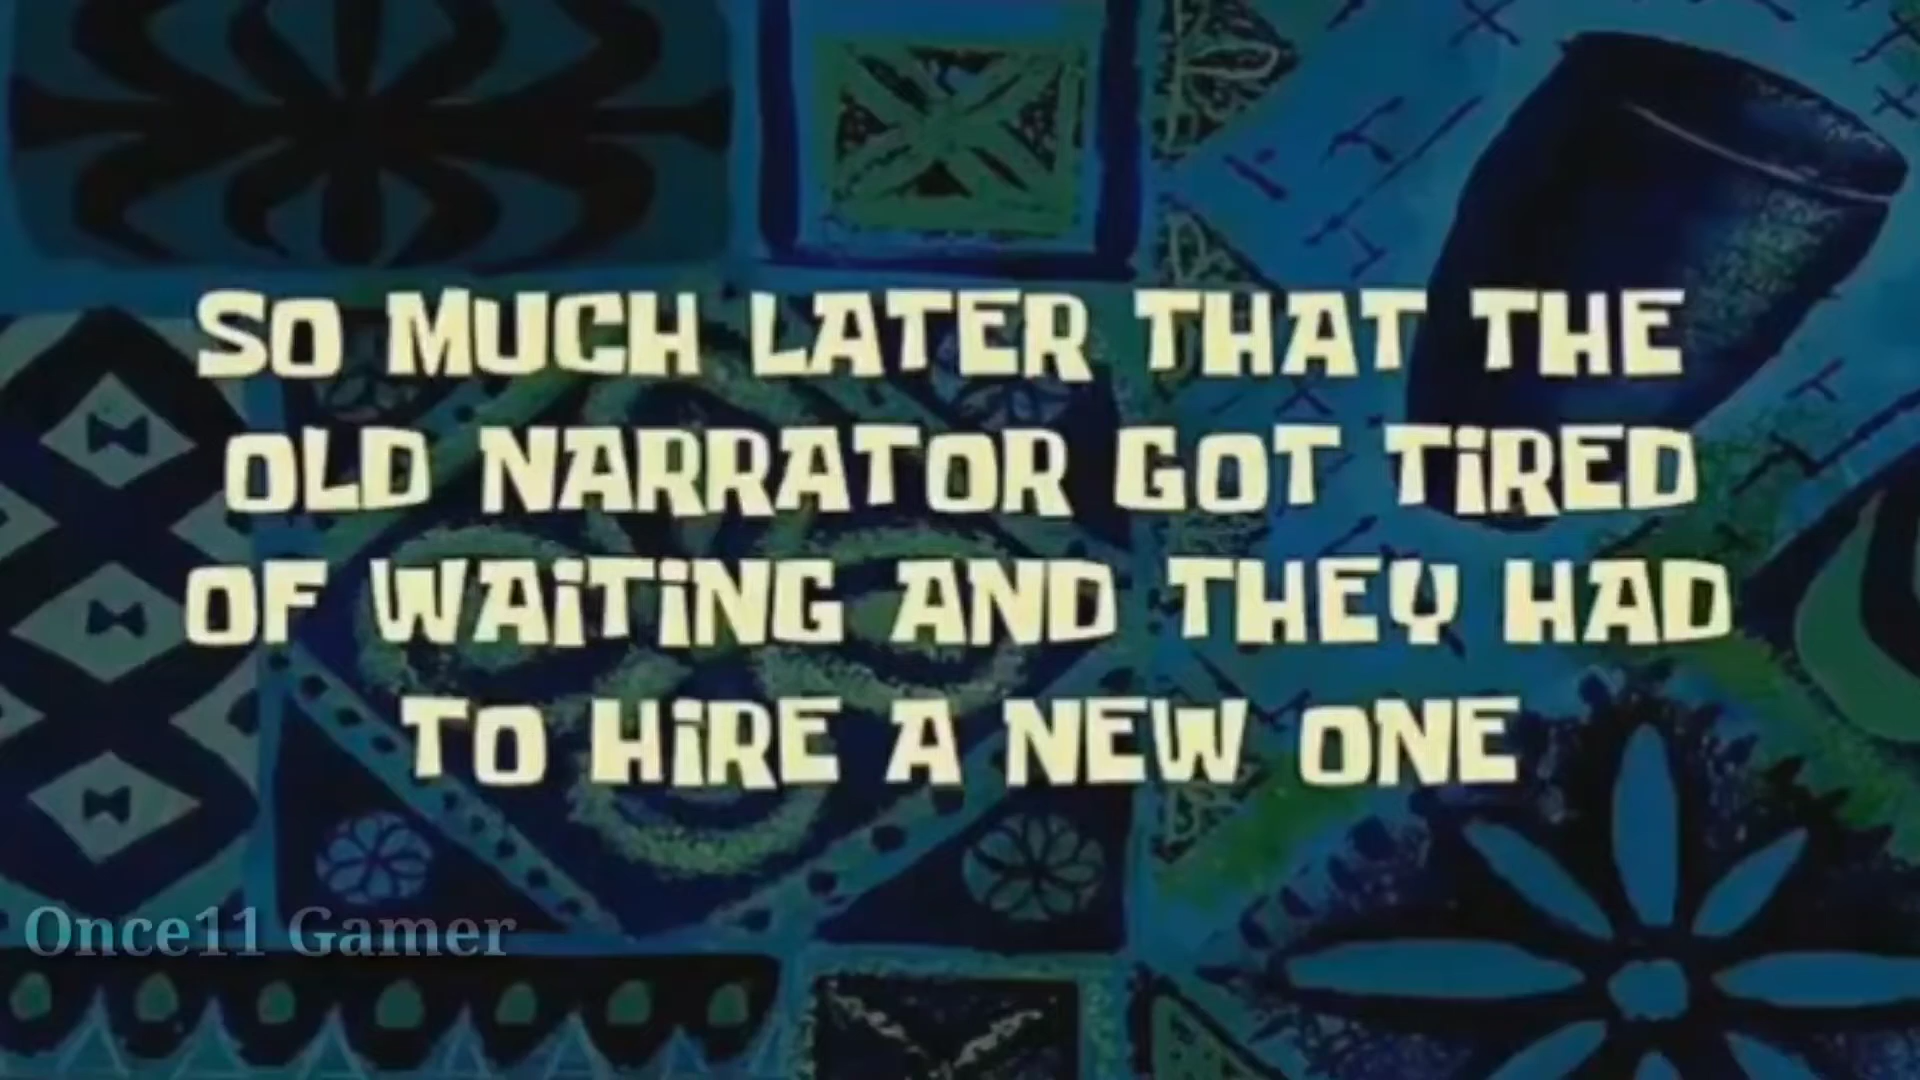 SO MUCH LATER THAT THE
OLD NARRATOR GOT TiRED
OF WAiTiNG AND THEY HAD
TO HiRE A NEW ONE
Once11 Gamer